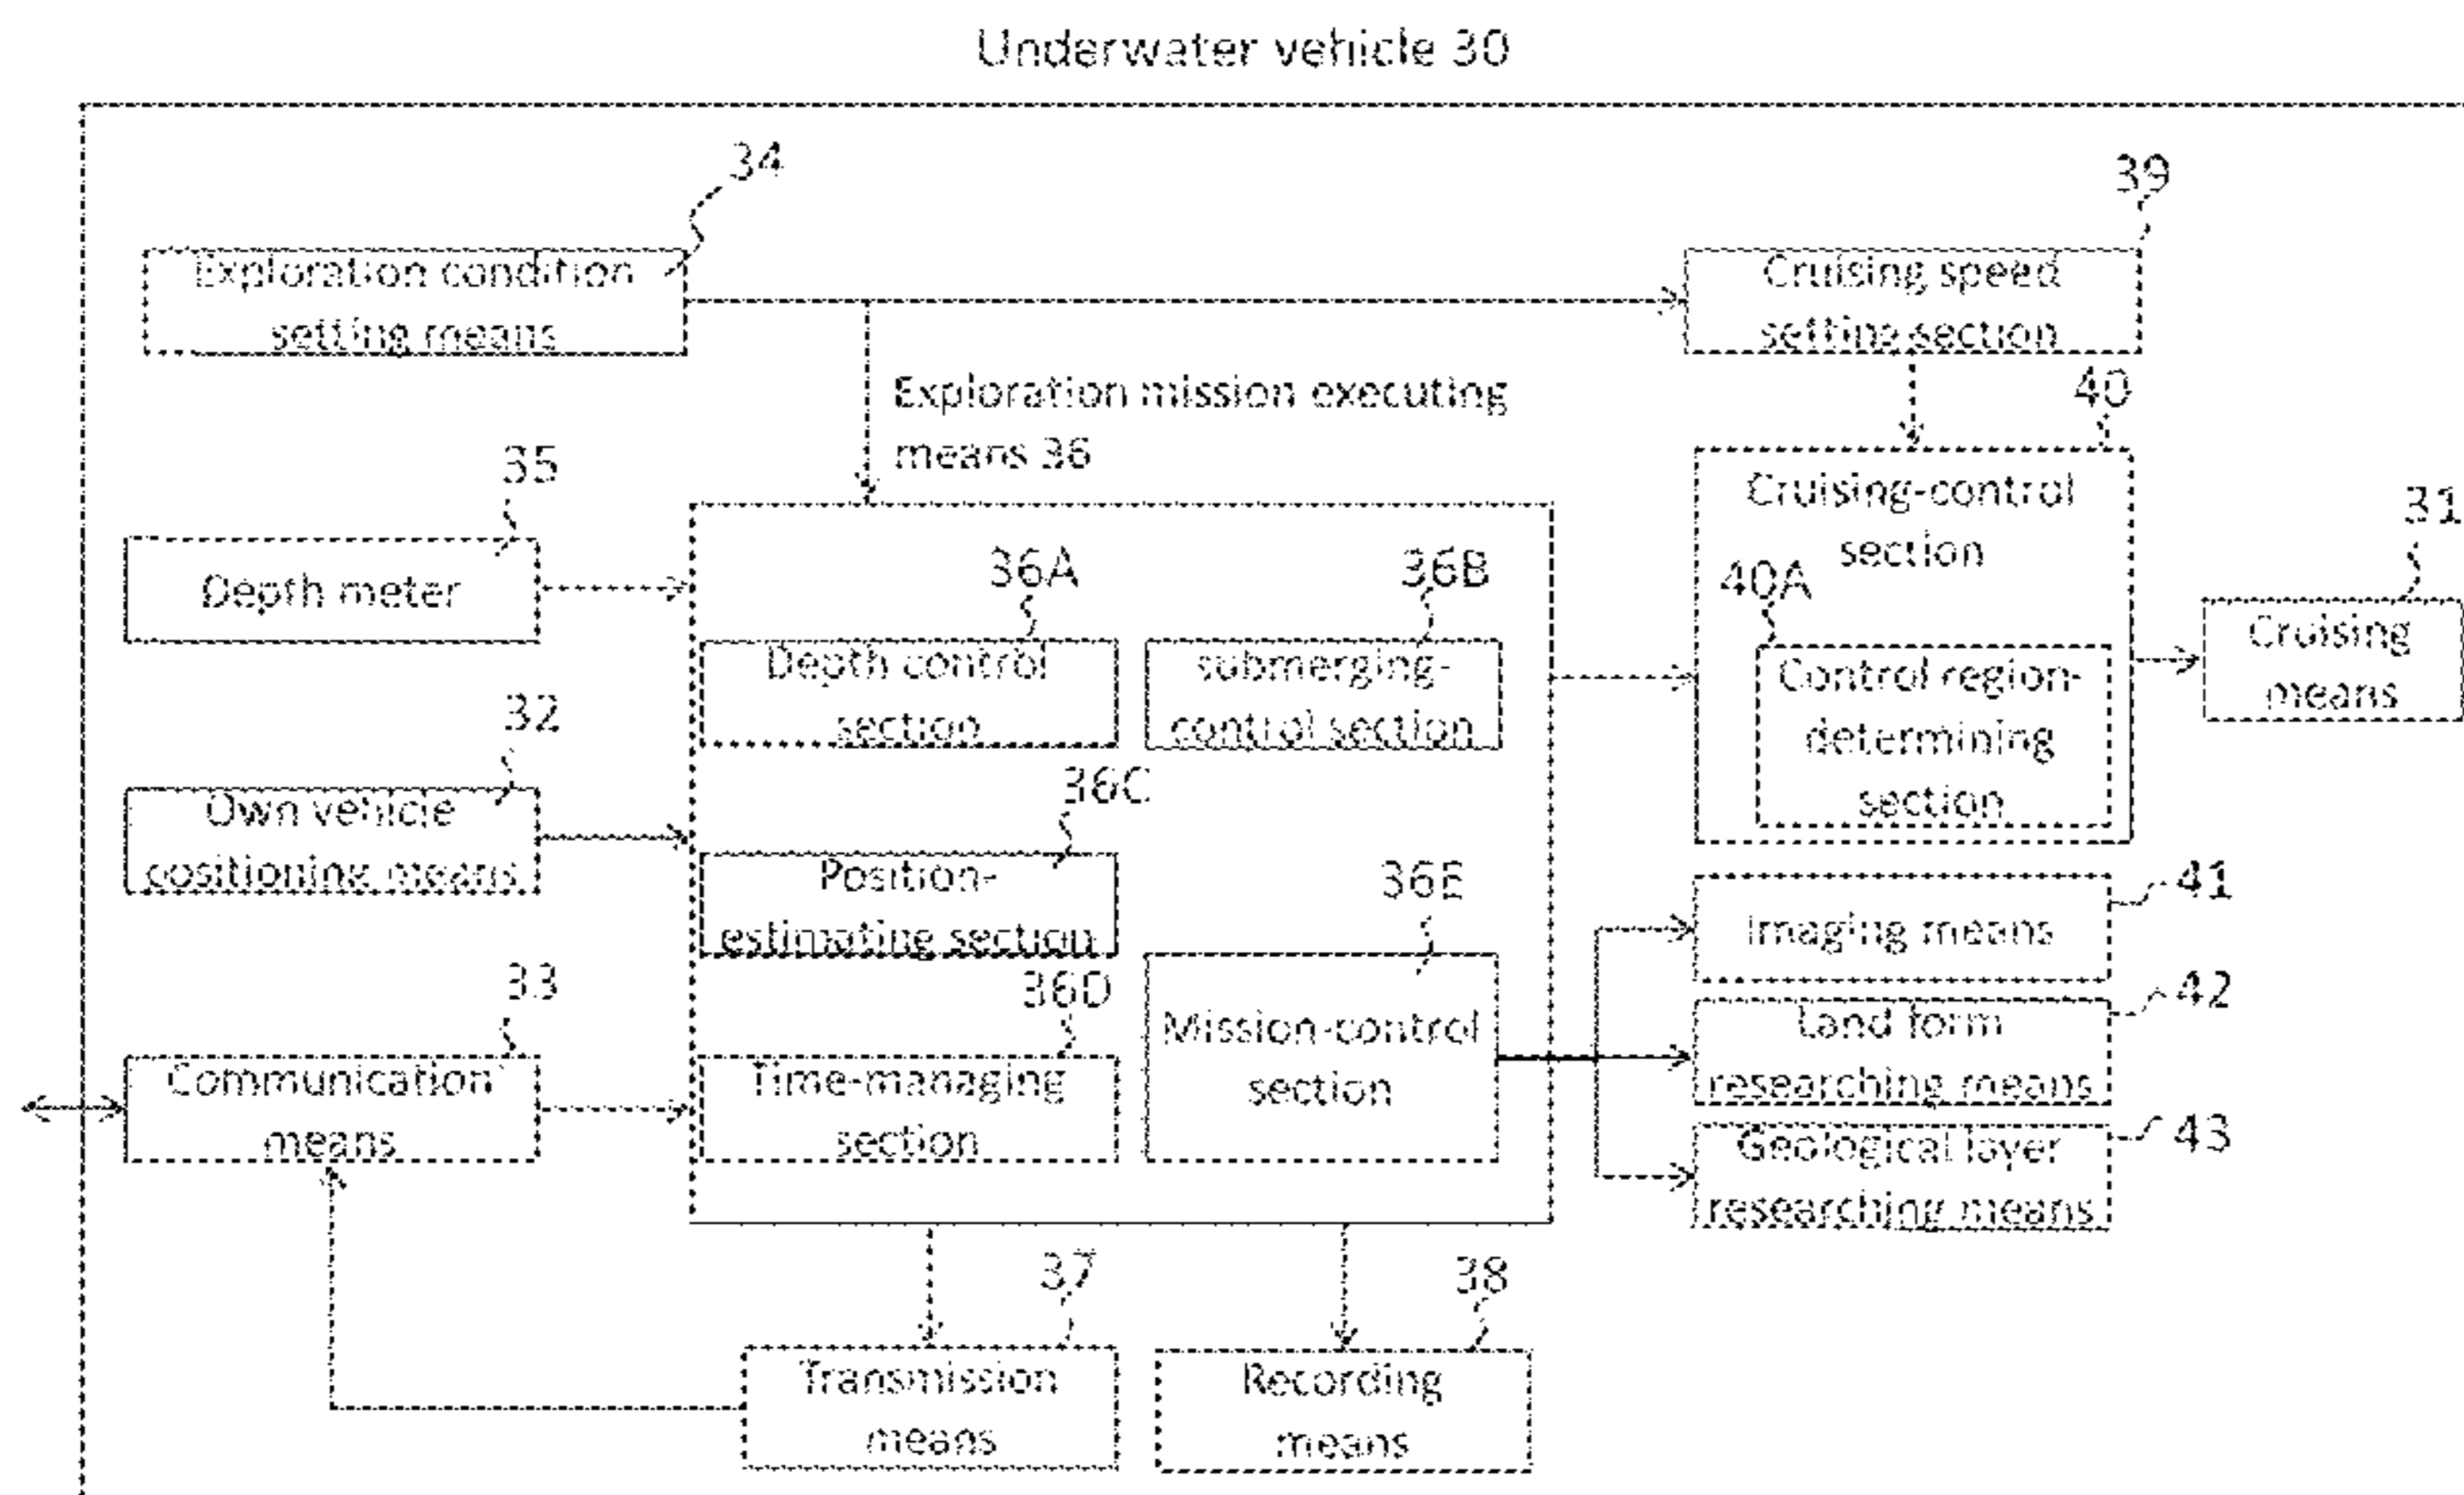 Underwater vehicle 30
34
39
Exploration condition
setting means
Cruising speed
setting section
Exploration mission executing
means 36
40
35
Cruising-control
section
31
Depth meter
36A
36B
40A
Cruising
means
Depth control
section
submerging-
control section
Control region-
determining
section
32
36C
Own vehicle
positioning means
Position-
estimating section
36E
41
Imaging means
33
36D
42
Mission-control
section
Land form
researching means
Communication
means
Time-managing
section
43
Geological layer
researching means
37
38
Transmission
means
Recording
means